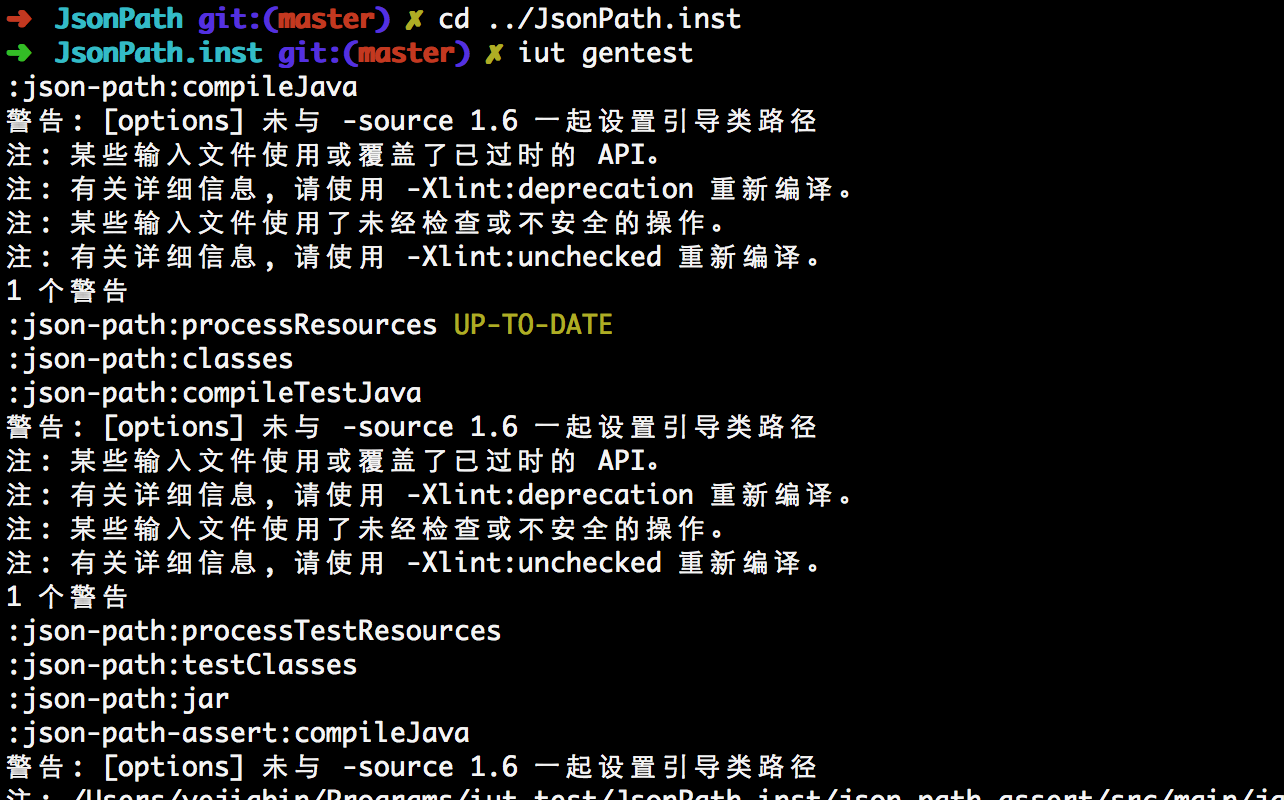 ➜ JsonPath git:(master) ✗ cd ../JsonPath.inst
➜ JsonPath.inst git:(master) ✗ iut gentest
:json-path:compileJava
警告: [options] 未与 -source 1.6 一起设置引导类路径
注: 某些输入文件使用或覆盖了已过时的 API。
注: 有关详细信息, 请使用 -Xlint:deprecation 重新编译。
注: 某些输入文件使用了未经检查或不安全的操作。
注: 有关详细信息, 请使用 -Xlint:unchecked 重新编译。
1 个警告
:json-path:processResources UP-TO-DATE
:json-path:classes
:json-path:compileTestJava
警告: [options] 未与 -source 1.6 一起设置引导类路径
注: 某些输入文件使用或覆盖了已过时的 API。
注: 有关详细信息, 请使用 -Xlint:deprecation 重新编译。
注: 某些输入文件使用了未经检查或不安全的操作。
注: 有关详细信息, 请使用 -Xlint:unchecked 重新编译。
1 个警告
:json-path:processTestResources
:json-path:testClasses
:json-path:jar
:json-path-assert:compileJava
警告: [options] 未与 -source 1.6 一起设置引导类路径